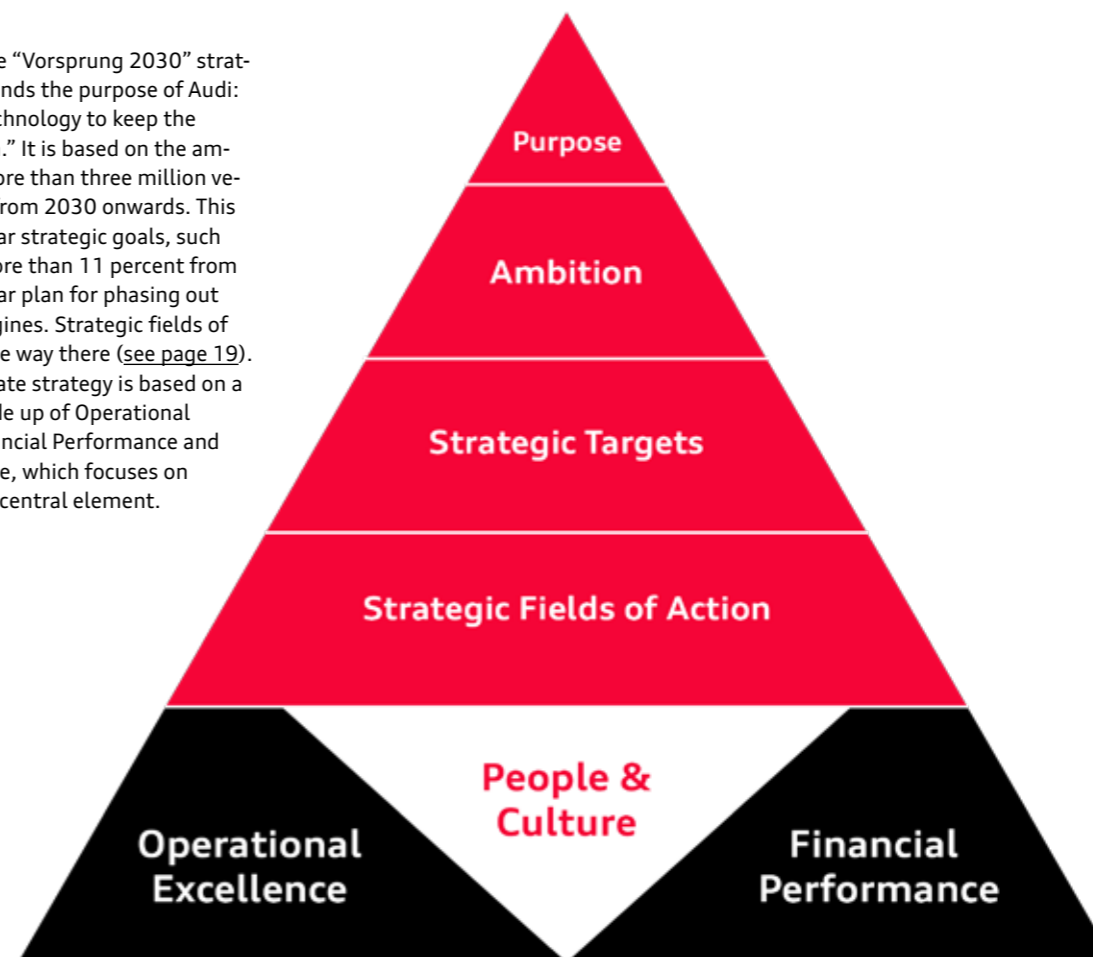 e “Vorsprung 2030” strat-
nds the purpose of Audi:
chnology to keep the
.” It is based on the am-
ore than three million ve-
rom 2030 onwards. This
ar strategic goals, such
ore than 11 percent from
ar plan for phasing out
gines. Strategic fields of
e way there (see page 19).
ate strategy is based on a
le up of Operational
ncial Performance and
e, which focuses on
central element.
Purpose
Ambition
Strategic Targets
Strategic Fields of Action
People &
Culture
Operational
Excellence
Financial
Performance